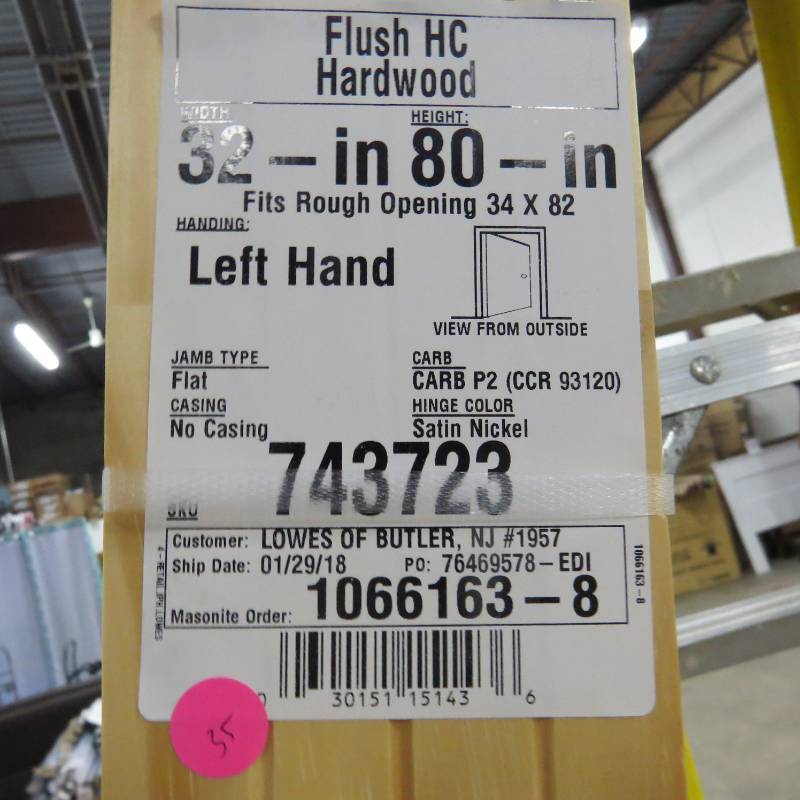 Flush HC
Hardwood
WIDTH: HEIGHT:
32-in 80-in
Fits Rough Opening 34 X 82
HANDING:
Left Hand
VIEW FROM OUTSIDE
JAMB TYPE CARB
Flat CARB P2 (CCR 93120)
CASING HINGE COLOR
No Casing Satin Nickel
743723
SKU
Customer: LOWES OF BUTLER, NJ #1957
Ship Date: 01/29/18 PO: 76469578-EDI
Masonite Order: 1066163-8
1066163-8
0 30151 15143 6
35